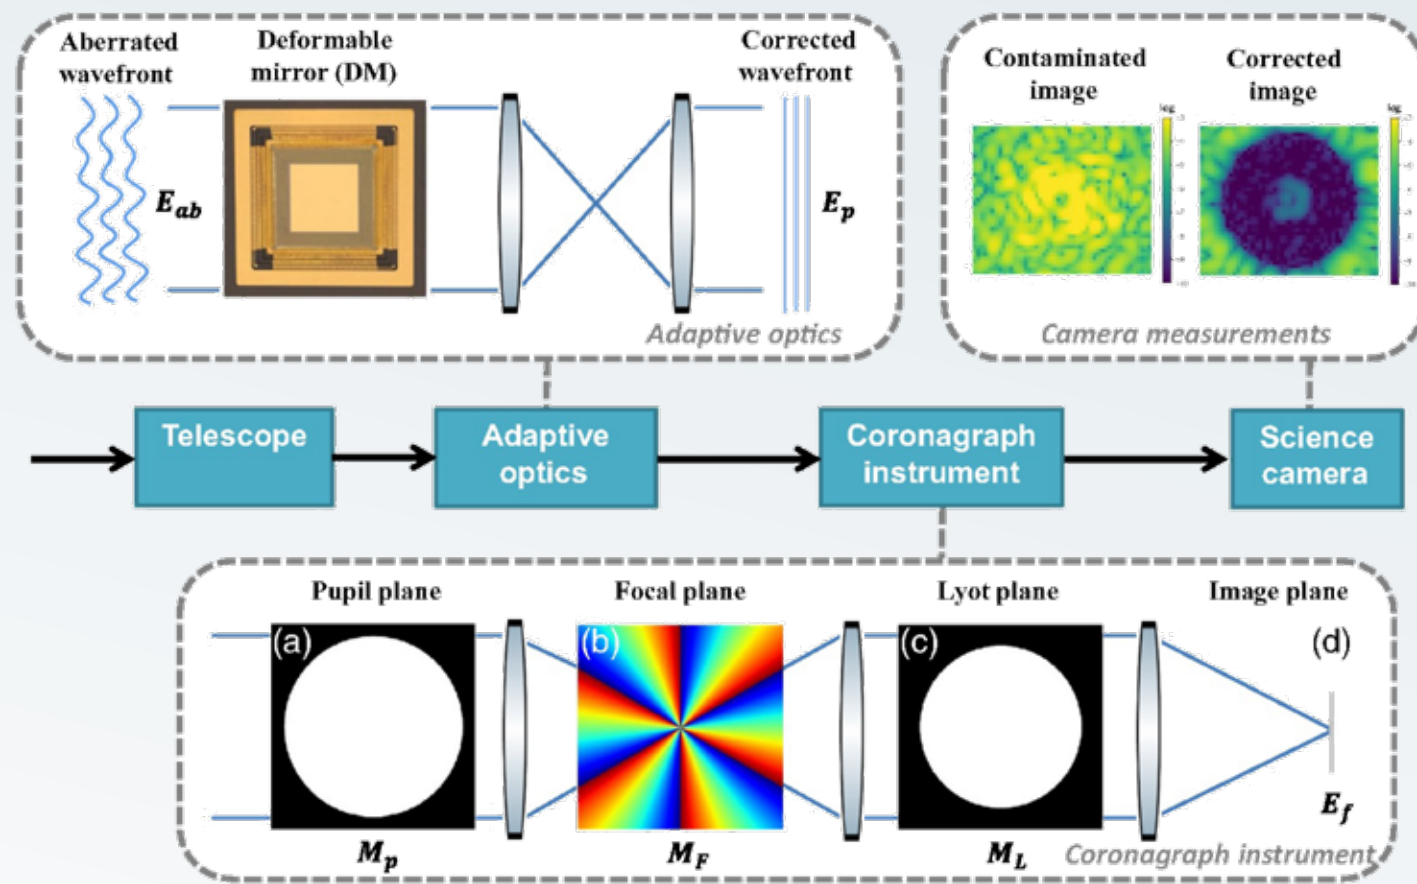 Aberrated
wavefront
Deformable
mirror (DM)
Corrected
wavefront
E_ab
E_p
Adaptive optics
Contaminated
image
Corrected
image
log
log
Camera measurements
Telescope
Adaptive
optics
Coronagraph
instrument
Science
camera
Pupil plane
Focal plane
Lyot plane
Image plane
(a)
(b)
(c)
(d)
M_p
M_F
M_L
E_f
Coronagraph instrument